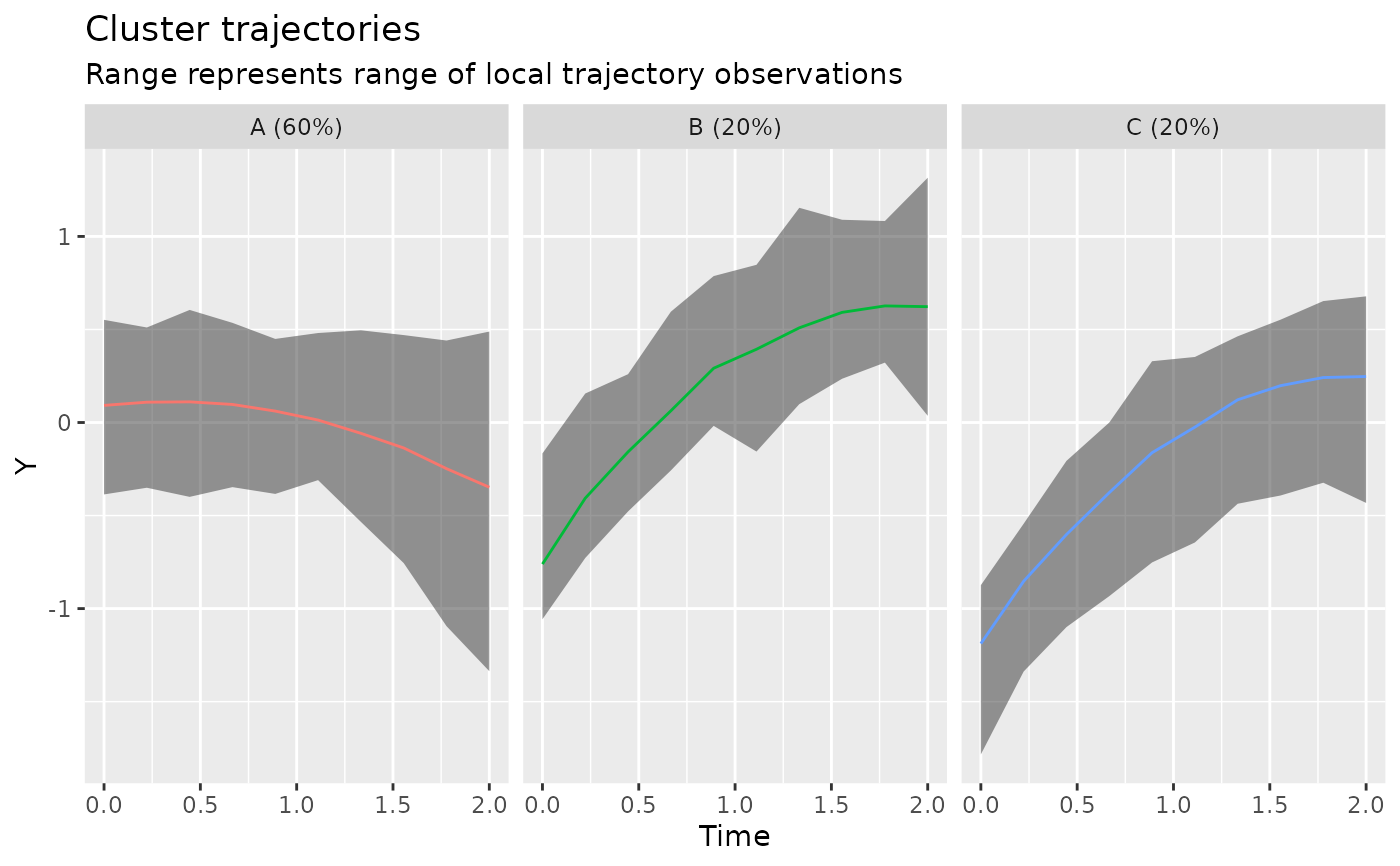 Cluster trajectories
Range represents range of local trajectory observations
A (60%) B (20%) C (20%)
1
0
-1
Y
0.0 0.5 1.0 1.5 2.0 0.0 0.5 1.0 1.5 2.0 0.0 0.5 1.0 1.5 2.0
Time